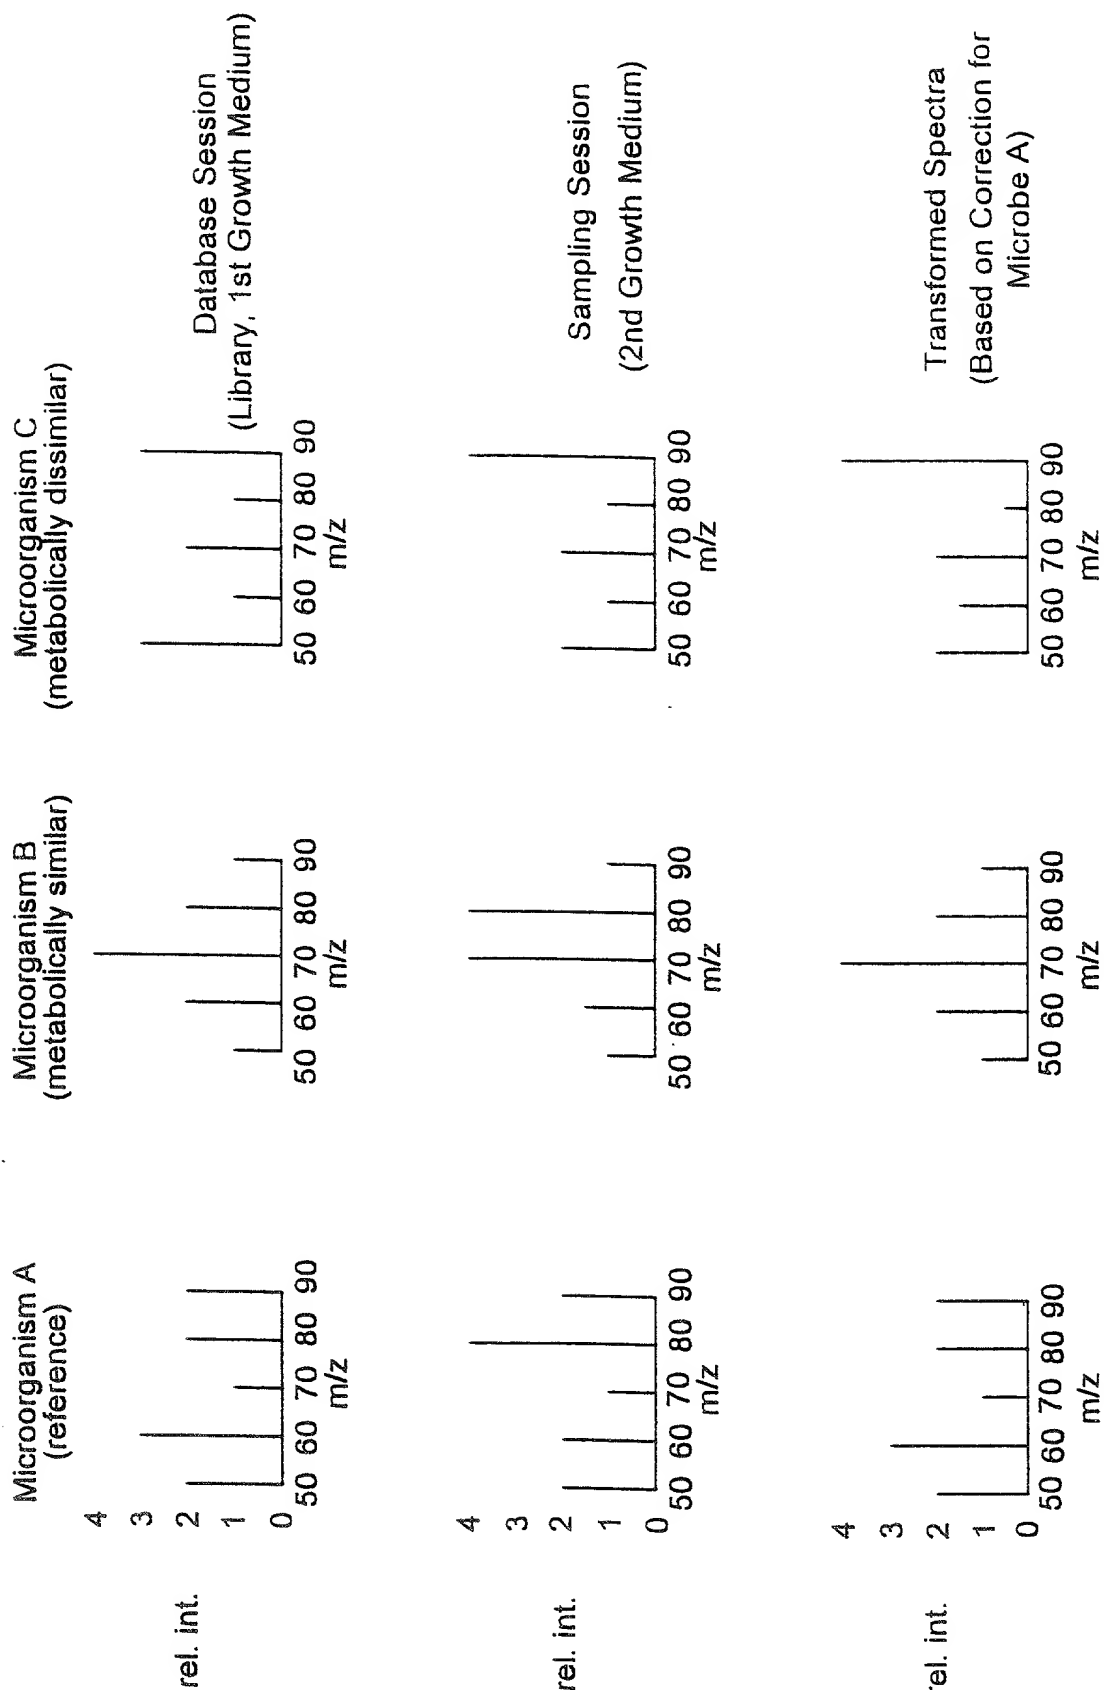 Microorganism A
(reference)
Microorganism B
(metabolically similar)
Microorganism C
(metabolically dissimilar)
rel. int.
4
3
2
1
0
50 60 70 80 90
m/z
50 60 70 80 90
m/z
50 60 70 80 90
m/z
Database Session
(Library, 1st Growth Medium)
rel. int.
4
3
2
1
0
50 60 70 80 90
m/z
50 60 70 80 90
m/z
50 60 70 80 90
m/z
Sampling Session
(2nd Growth Medium)
rel. int.
4
3
2
1
0
50 60 70 80 90
m/z
50 60 70 80 90
m/z
50 60 70 80 90
m/z
Transformed Spectra
(Based on Correction for
Microbe A)